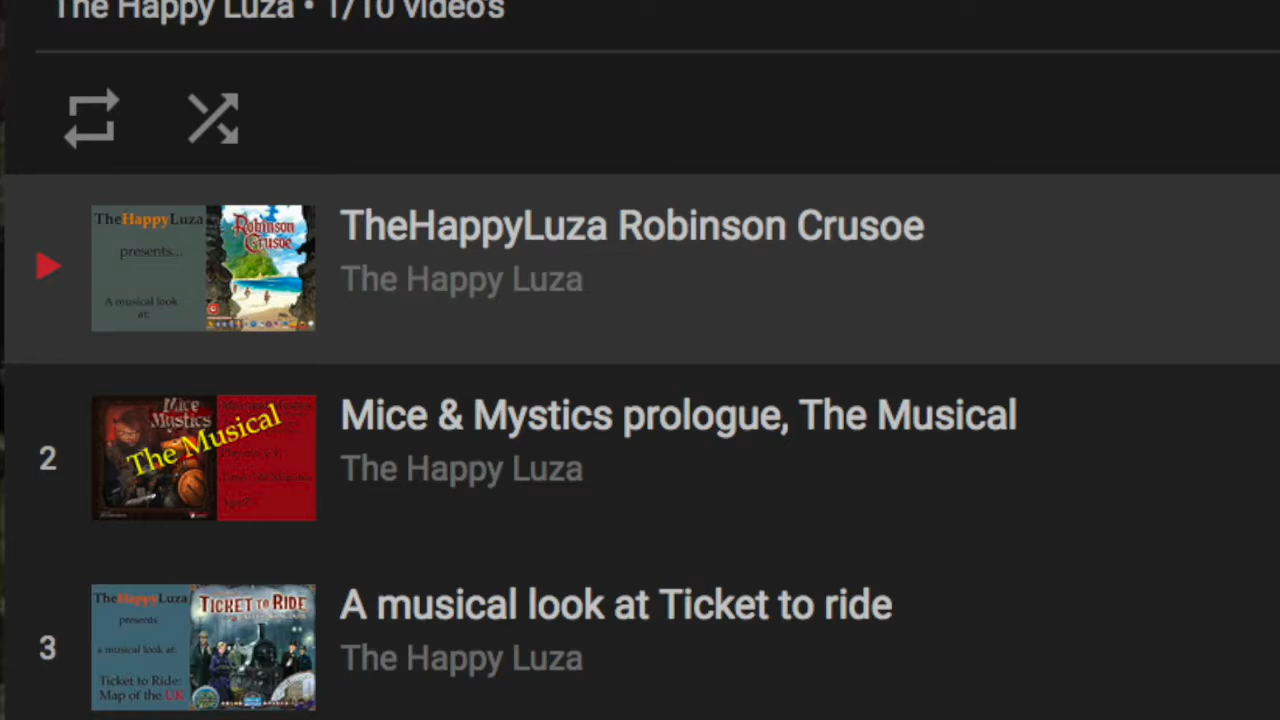 The Happy Luza • 1/10 video's
TheHappyLuza
presents...
A musical look
at:
Robinson
Crusoe
TheHappyLuza Robinson Crusoe
The Happy Luza
2
Mice
Mystics
The Musical
Mice & Mystics prologue, The Musical
The Happy Luza
3
TheHappyLuza
presents
a musical look at:
Ticket to Ride:
Map of the UK
TICKET TO RIDE
A musical look at Ticket to ride
The Happy Luza